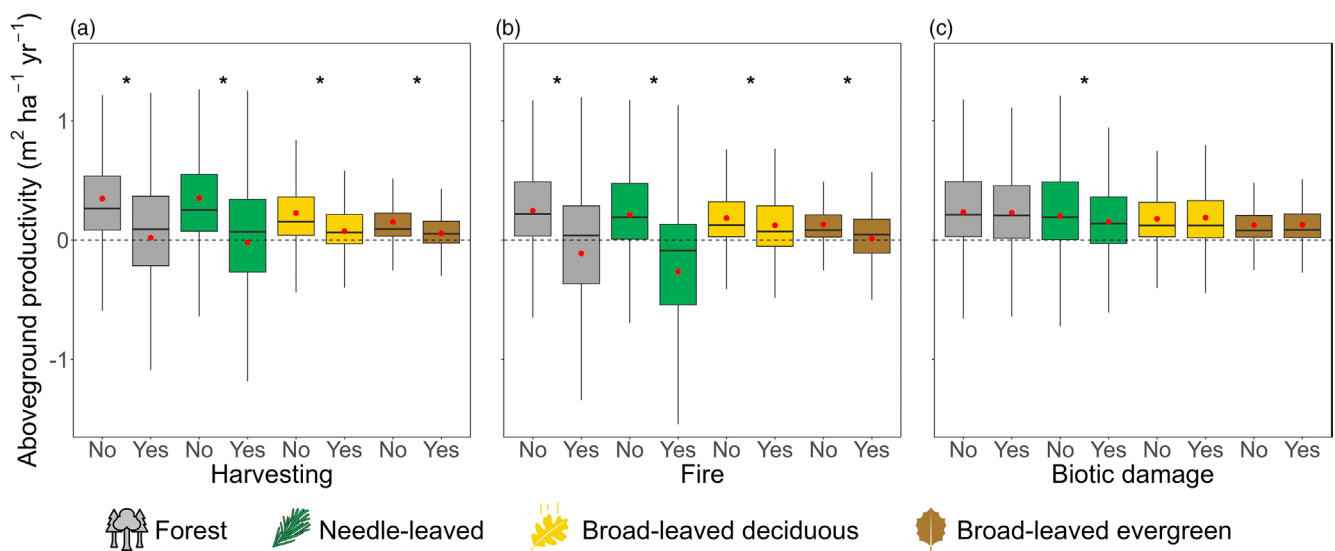 (a) (b) (c)
Aboveground productivity (m² ha⁻¹ yr⁻¹)
* * * * * * * * *
1
0
-1
No Yes No Yes No Yes No Yes No Yes No Yes No Yes No Yes No Yes No Yes No Yes No Yes
Harvesting Fire Biotic damage
Forest Needle-leaved Broad-leaved deciduous Broad-leaved evergreen